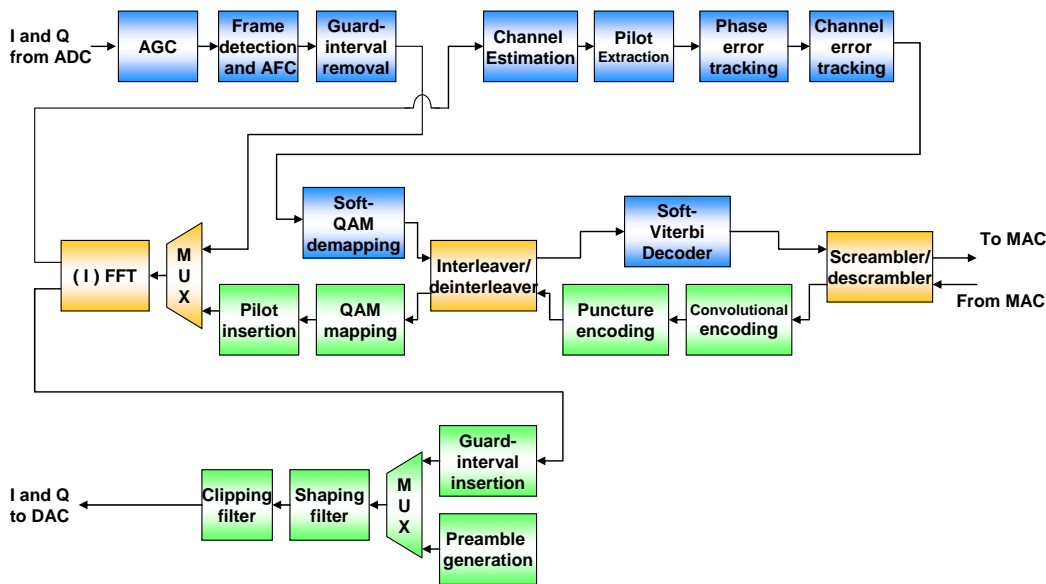 I and Q
from ADC
AGC
Frame
detection
and AFC
Guard-
interval
removal
Channel
Estimation
Pilot
Extraction
Phase
error
tracking
Channel
error
tracking
Soft-
QAM
demapping
Soft-
Viterbi
Decoder
To MAC
From MAC
( I ) FFT
M
U
X
Interleaver/
deinterleaver
Screambler/
descrambler
Pilot
insertion
QAM
mapping
Puncture
encoding
Convolutional
encoding
Guard-
interval
insertion
I and Q
to DAC
Clipping
filter
Shaping
filter
M
U
X
Preamble
generation